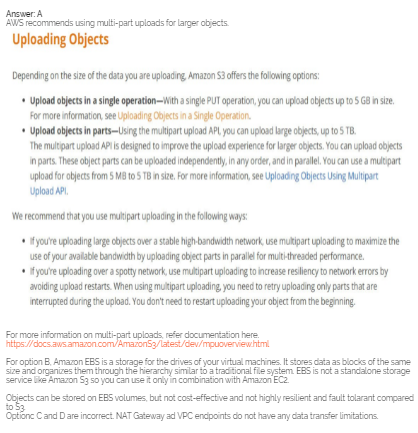 Answer: A
AWS recommends using multi-part uploads for larger objects.
Uploading Objects
Depending on the size of the data you are uploading, Amazon S3 offers the following options:
• Upload objects in a single operation—With a single PUT operation, you can upload objects up to 5 GB in size.
For more information, see Uploading Objects in a Single Operation.
• Upload objects in parts—Using the multipart upload API, you can upload large objects, up to 5 TB.
The multipart upload API is designed to improve the upload experience for larger objects. You can upload objects
in parts. These object parts can be uploaded independently, in any order, and in parallel. You can use a multipart
upload for objects from 5 MB to 5 TB in size. For more information, see Uploading Objects Using Multipart
Upload API.
We recommend that you use multipart uploading in the following ways:
• If you're uploading large objects over a stable high-bandwidth network, use multipart uploading to maximize the
use of your available bandwidth by uploading object parts in parallel for multi-threaded performance.
• If you're uploading over a spotty network, use multipart uploading to increase resiliency to network errors by
avoiding upload restarts. When using multipart uploading, you need to retry uploading only parts that are
interrupted during the upload. You don't need to restart uploading your object from the beginning.
For more information on multi-part uploads, refer documentation here.
https://docs.aws.amazon.com/AmazonS3/latest/dev/mpuoverview.html
For option B, Amazon EBS is a storage for the drives of your virtual machines. It stores data as blocks of the same
size and organizes them through the hierarchy similar to a traditional file system. EBS is not a standalone storage
service like Amazon S3 so you can use it only in combination with Amazon EC2.
Objects can be stored on EBS volumes, but not cost-effective and not highly resilient and fault tolarant compared
to S3.
Optionc C and D are incorrect. NAT Gateway ad VPC endpoints do not have any data transfer limitations.